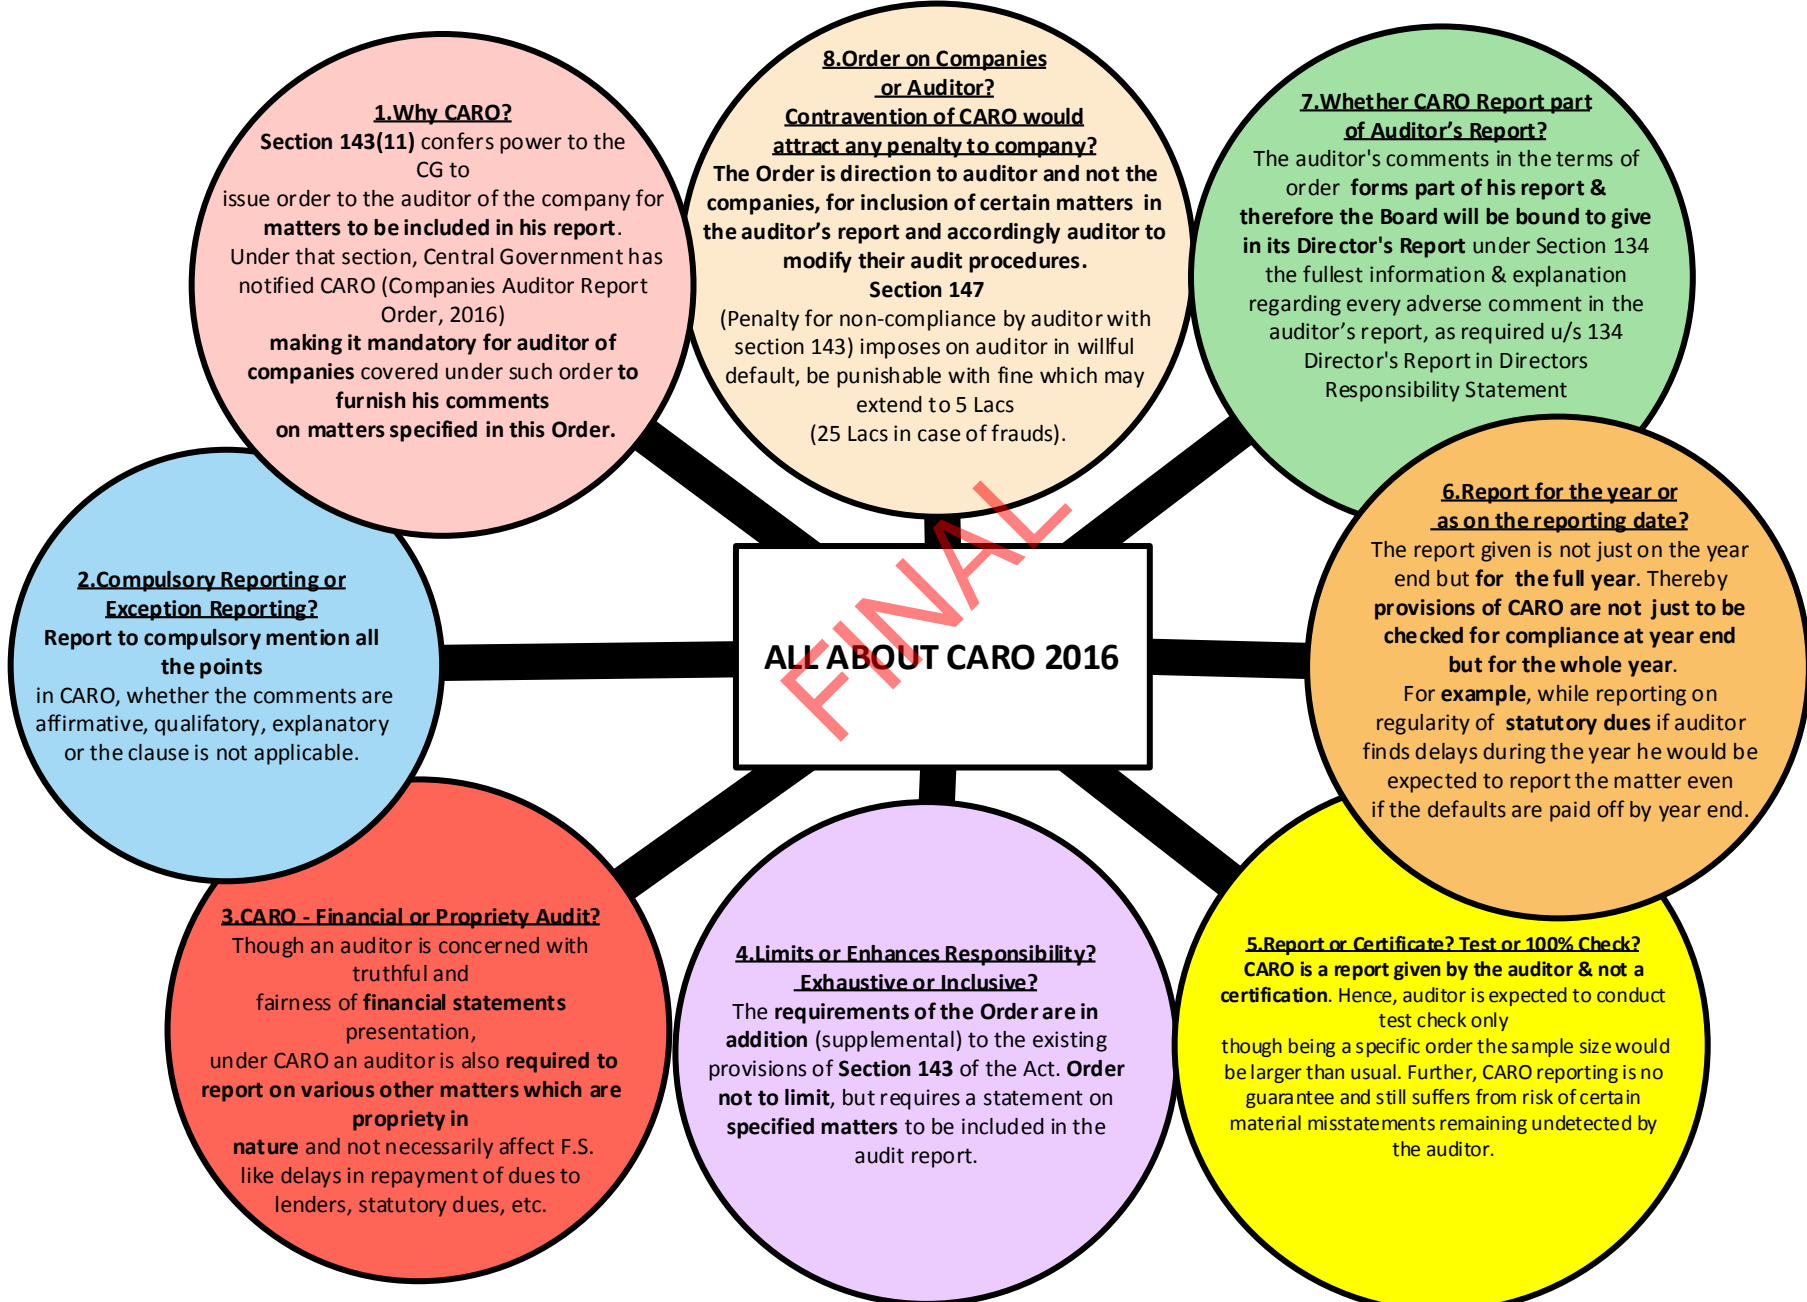 1.Why CARO?
Section 143(11) confers power to the
CG to
issue order to the auditor of the company for
matters to be included in his report.
Under that section, Central Government has
notified CARO (Companies Auditor Report
Order, 2016)
making it mandatory for auditor of
companies covered under such order to
furnish his comments
on matters specified in this Order.
2.Compulsory Reporting or
Exception Reporting?
Report to compulsory mention all
the points
in CARO, whether the comments are
affirmative, qualifatory, explanatory
or the clause is not applicable.
3.CARO - Financial or Propriety Audit?
Though an auditor is concerned with
truthful and
fairness of financial statements
presentation,
under CARO an auditor is also required to
report on various other matters which are
propriety in
nature and not necessarily affect F.S.
like delays in repayment of dues to
lenders, statutory dues, etc.
4.Limits or Enhances Responsibility?
Exhaustive or Inclusive?
The requirements of the Order are in
addition (supplemental) to the existing
provisions of Section 143 of the Act. Order
not to limit, but requires a statement on
specified matters to be included in the
audit report.
5.Report or Certificate? Test or 100% Check?
CARO is a report given by the auditor & not a
certification. Hence, auditor is expected to conduct
test check only
though being a specific order the sample size would
be larger than usual. Further, CARO reporting is no
guarantee and still suffers from risk of certain
material misstatements remaining undetected by
the auditor.
6.Report for the year or
as on the reporting date?
The report given is not just on the year
end but for the full year. Thereby
provisions of CARO are not just to be
checked for compliance at year end
but for the whole year.
For example, while reporting on
regularity of statutory dues if auditor
finds delays during the year he would be
expected to report the matter even
if the defaults are paid off by year end.
7.Whether CARO Report part
of Auditor's Report?
The auditor's comments in the terms of
order forms part of his report &
therefore the Board will be bound to give
in its Director's Report under Section 134
the fullest information & explanation
regarding every adverse comment in the
auditor's report, as required u/s 134
Director's Report in Directors
Responsibility Statement
8.Order on Companies
or Auditor?
Contravention of CARO would
attract any penalty to company?
The Order is direction to auditor and not the
companies, for inclusion of certain matters in
the auditor's report and accordingly auditor to
modify their audit procedures.
Section 147
(Penalty for non-compliance by auditor with
section 143) imposes on auditor in willful
default, be punishable with fine which may
extend to 5 Lacs
(25 Lacs in case of frauds).
ALL ABOUT CARO 2016
FINAL